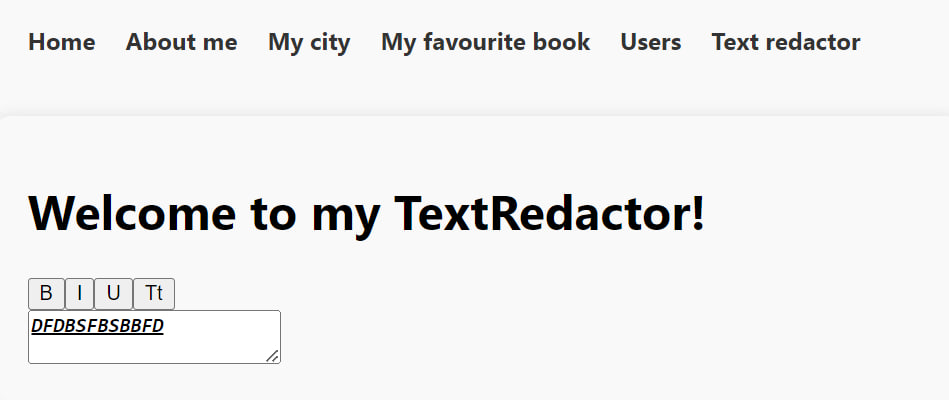 Home About me My city My favourite book Users Text redactor
Welcome to my TextRedactor!
B I U Tt
DFDBSFBSBBFD